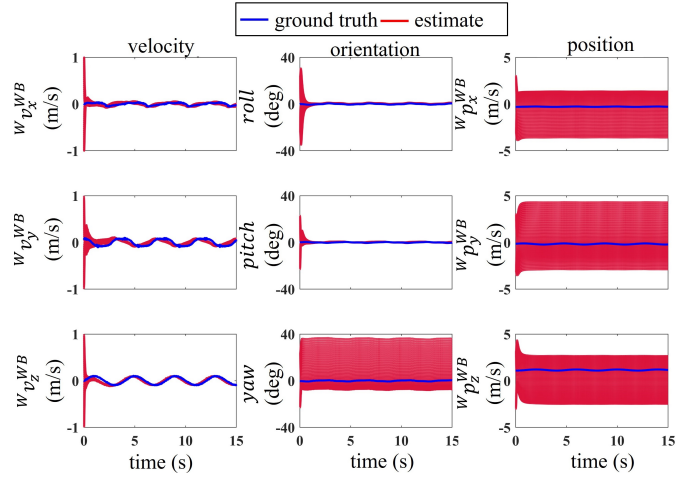 ground truth estimate
velocity orientation position
1
0
-1
0 5 10 15
ᵂvₓᵂᴮ
(m/s)
40
0
-40
0 5 10 15
roll
(deg)
5
0
-5
0 5 10 15
ᵂpₓᵂᴮ
(m/s)
1
0
-1
0 5 10 15
W v_y^WB
(m/s)
40
0
-40
0 5 10 15
pitch
(deg)
5
0
-5
0 5 10 15
W p_y^WB
(m/s)
1
0
-1
0 5 10 15
W v_z^WB
(m/s)
time (s)
40
0
-40
0 5 10 15
yaw
(deg)
time (s)
5
0
-5
0 5 10 15
W p_z^WB
(m/s)
time (s)